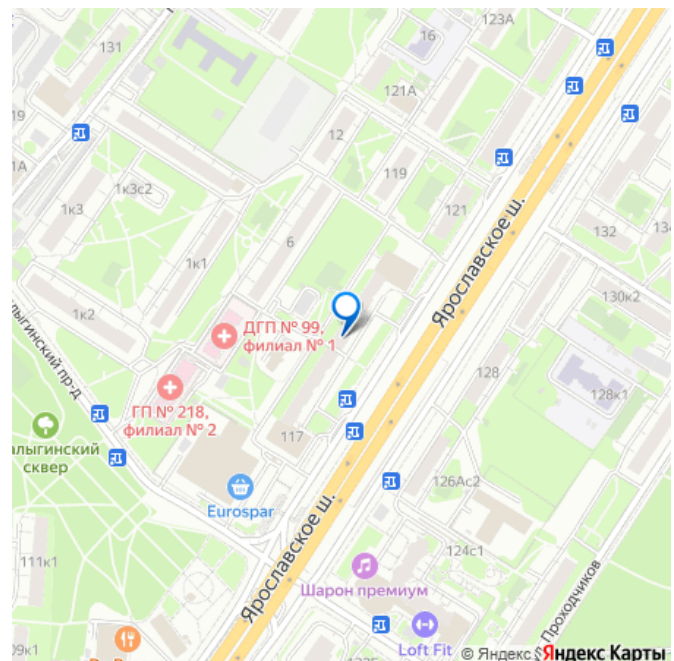 123А
131
16
121А
19
12
1А
119
1к3с2
121
1к3
132
134
6
Ярославское ш.
1к1
130к2
1к2
ДГП № 99,
филиал № 1
128
128к1
лыгинский пр-д
ГП № 218,
филиал № 2
алыгинский
сквер
117
126Ас2
Eurospar
Ярославское ш.
124с1
111к1
Шарон премиум
Проходчиков
09к1
Loft Fit
© Яндекс
Яндекс Карты